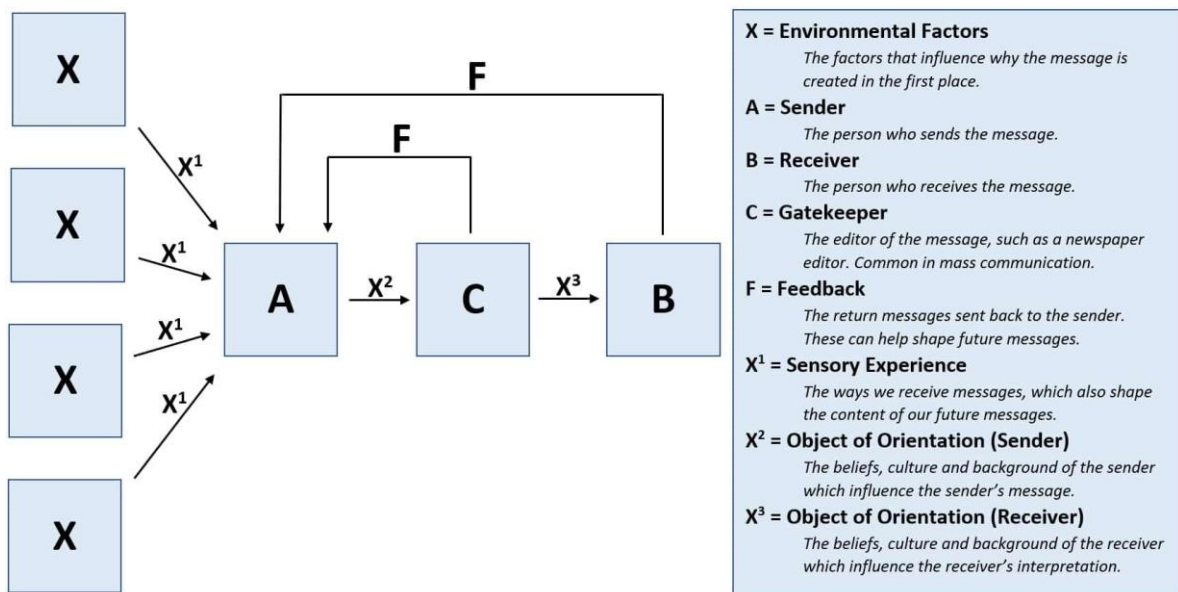 X
X
X
X
X¹
X¹
X¹
X¹
F
F
A
X²
C
X³
B
X = Environmental Factors
The factors that influence why the message is
created in the first place.
A = Sender
The person who sends the message.
B = Receiver
The person who receives the message.
C = Gatekeeper
The editor of the message, such as a newspaper
editor. Common in mass communication.
F = Feedback
The return messages sent back to the sender.
These can help shape future messages.
X¹ = Sensory Experience
The ways we receive messages, which also shape
the content of our future messages.
X² = Object of Orientation (Sender)
The beliefs, culture and background of the sender
which influence the sender’s message.
X³ = Object of Orientation (Receiver)
The beliefs, culture and background of the receiver
which influence the receiver’s interpretation.